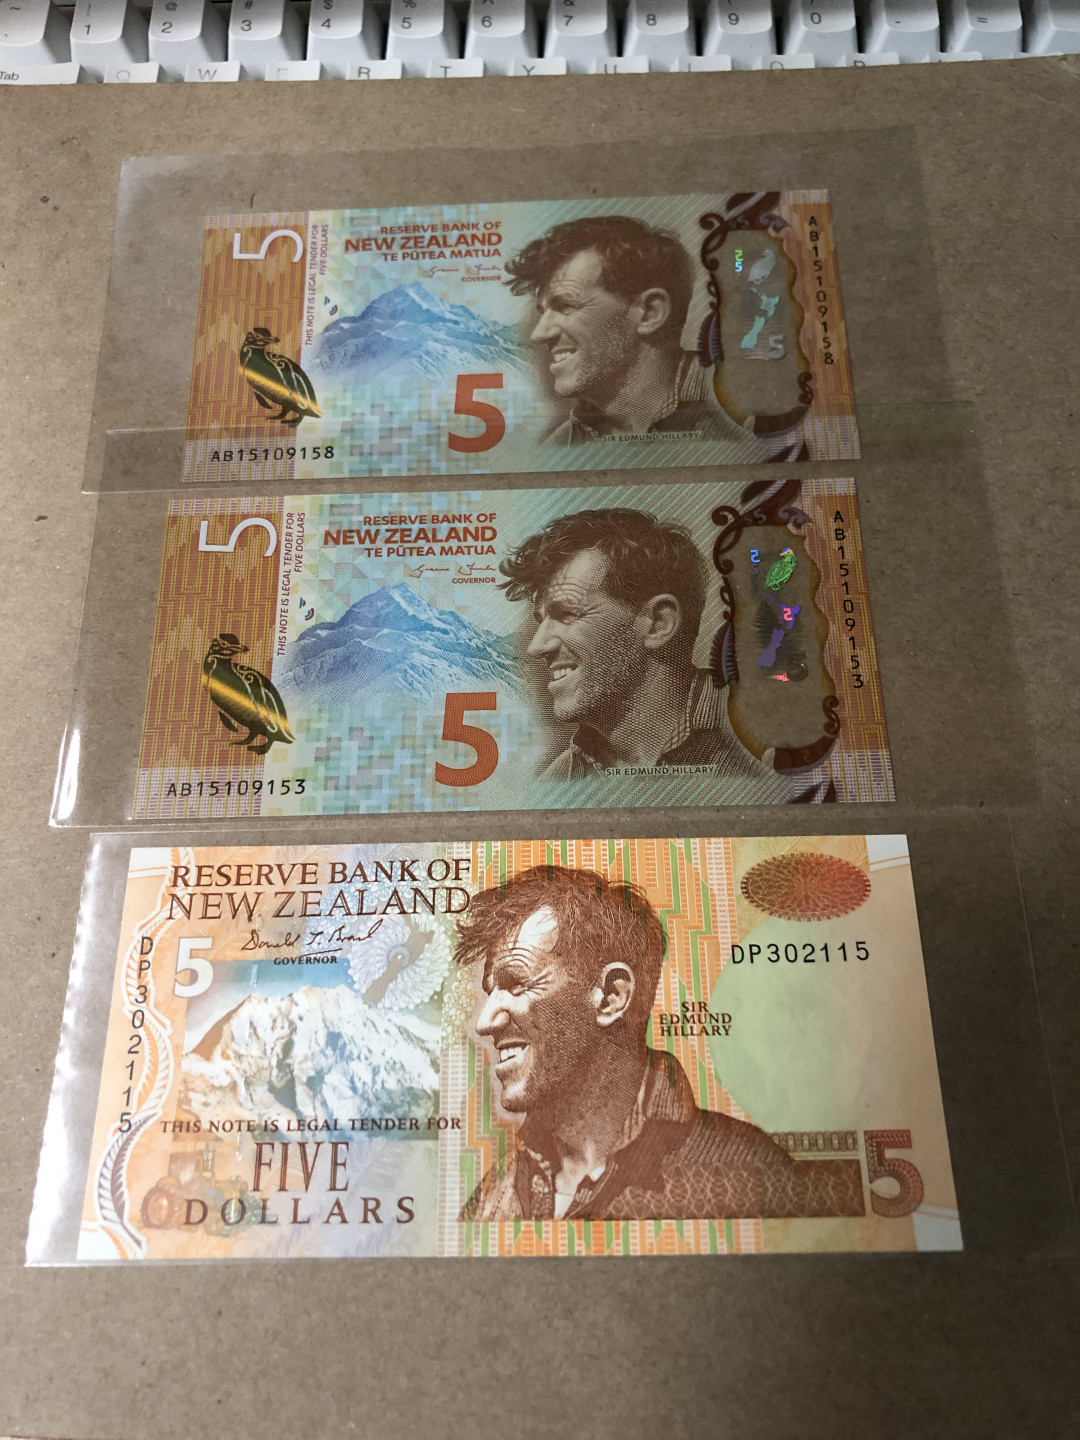 ~
!
1
@
2
#
3
$
4
%
5
^
6
&
7
8
9
0
-
=
Tab
Q W E R T Y U I O P
5
THIS NOTE IS LEGAL TENDER FOR
FIVE DOLLARS
RESERVE BANK OF
NEW ZEALAND
TE PŪTEA MATUA
GOVERNOR
5
SIR EDMUND HILLARY
AB15109158
AB15109158
5
THIS NOTE IS LEGAL TENDER FOR
FIVE DOLLARS
RESERVE BANK OF
NEW ZEALAND
TE PŪTEA MATUA
GOVERNOR
5
SIR EDMUND HILLARY
AB15109153
AB15109153
RESERVE BANK OF
NEW ZEALAND
Donald T. Brash
GOVERNOR
5
DP302115
DP302115
SIR
EDMUND
HILLARY
THIS NOTE IS LEGAL TENDER FOR
FIVE
DOLLARS
5